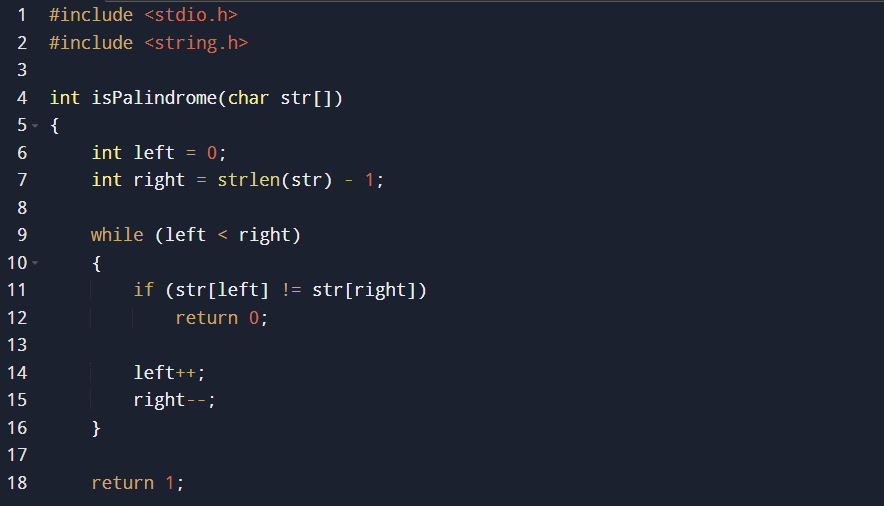 1 #include <stdio.h>
2 #include <string.h>
3
4 int isPalindrome(char str[])
5 {
6     int left = 0;
7     int right = strlen(str) - 1;
8
9     while (left < right)
10     {
11         if (str[left] != str[right])
12             return 0;
13
14         left++;
15         right--;
16     }
17
18     return 1;